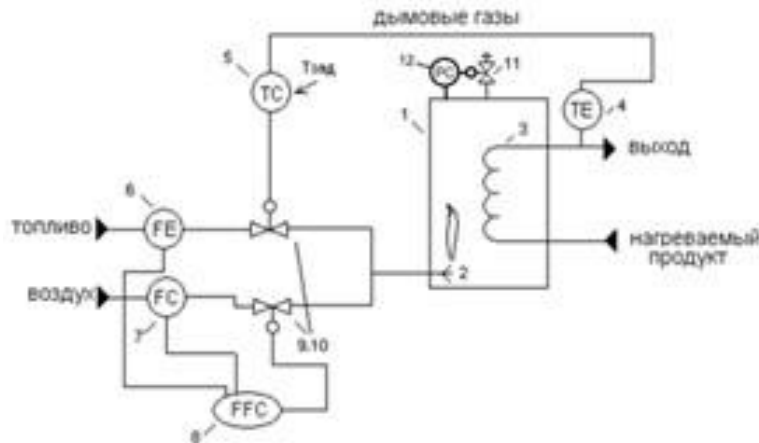 дымовые газы
5
Тзад
TC
12
PC
11
1
3
TE
4
выход
6
топливо
FE
нагреваемый
продукт
2
воздух
FC
7
9,10
FFC
8